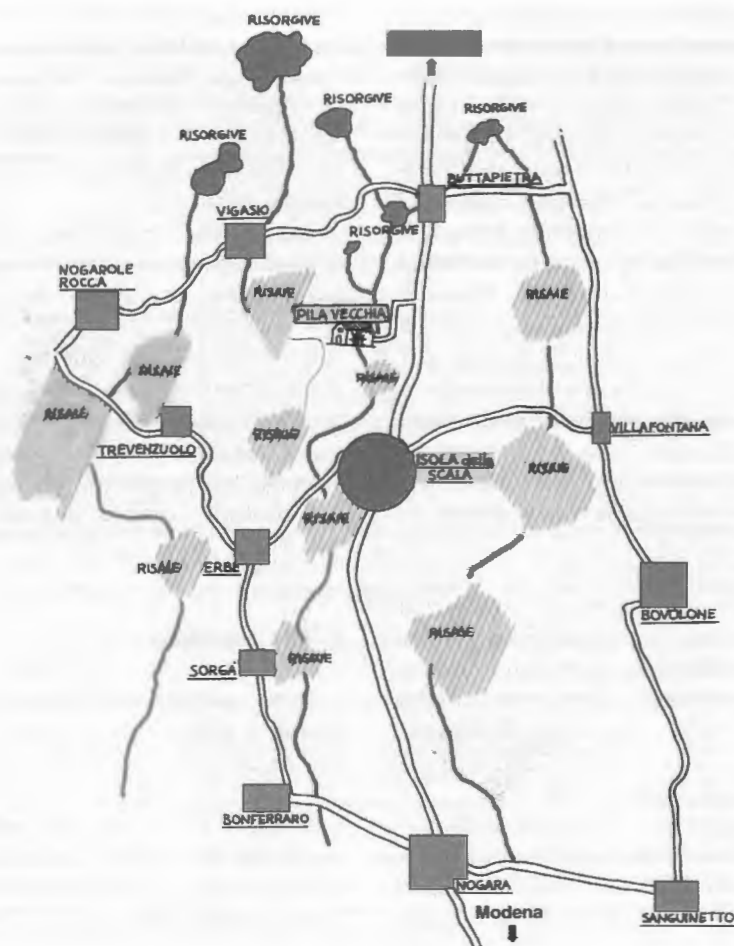 RISORGIVE
RISORGIVE
RISORGIVE
RISORGIVE
BUTTAPIETRA
VIGASIO
RISORGIVE
NOGAROLE
ROCCA
RISAIE
RISAIE
PILA VECCHIA
RISAIE
RISAIE
RISAIE
TREVENZUOLO
RISAIE
VILLAFONTANA
ISOLA della
SCALA
RISAIE
RISAIE
RISAIE
ERBE
BOVOLONE
RISAIE
SORGÀ
RISAIE
BONFERRARO
NOGARA
Modena
SANGUINETTO